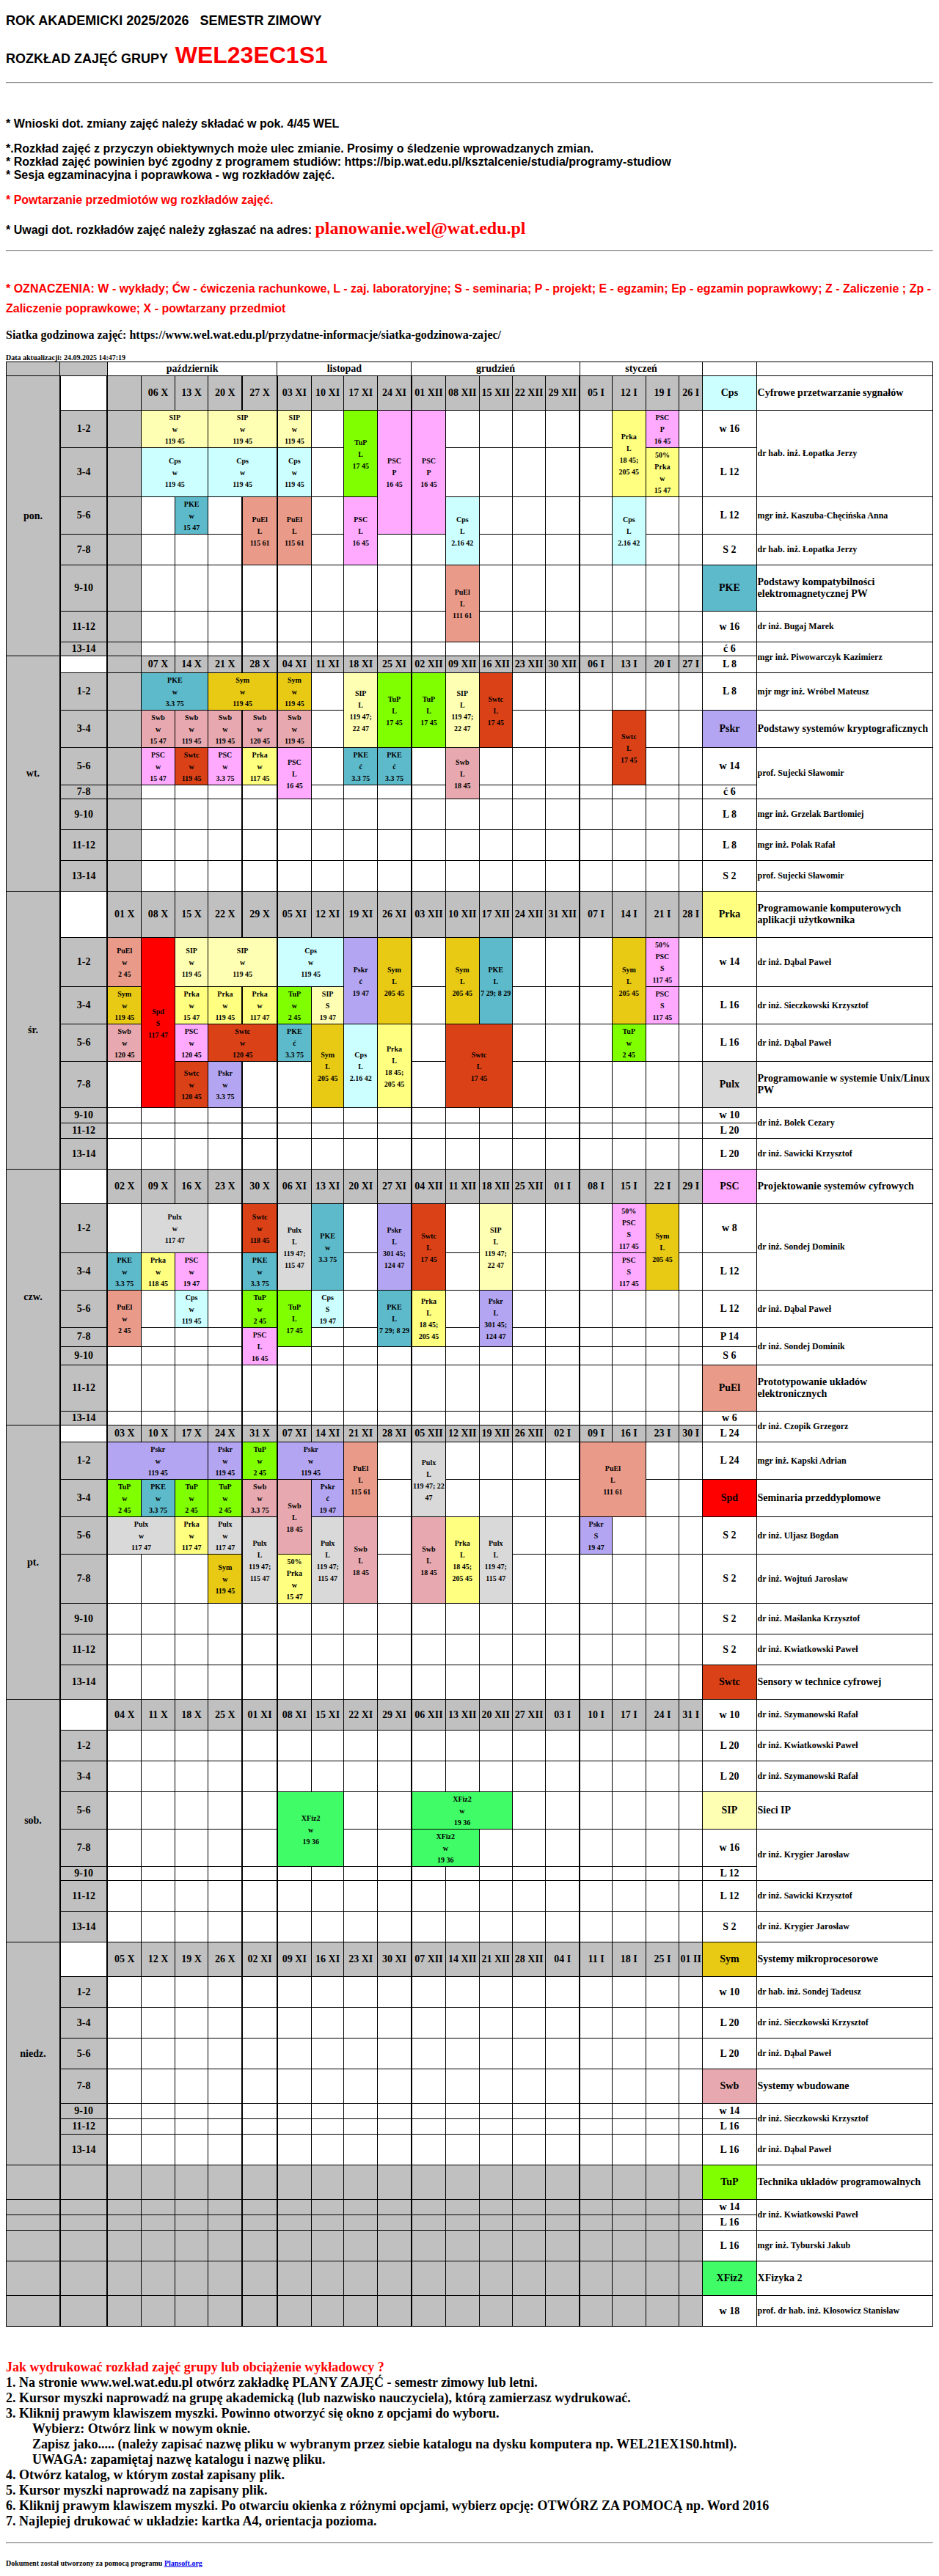 ROK AKADEMICKI 2025/2026 SEMESTR ZIMOWY
ROZKŁAD ZAJĘĆ GRUPY WEL23EC1S1
* Wnioski dot. zmiany zajęć należy składać w pok. 4/45 WEL
*.Rozkład zajęć z przyczyn obiektywnych może ulec zmianie. Prosimy o śledzenie wprowadzanych zmian.
* Rozkład zajęć powinien być zgodny z programem studiów: https://bip.wat.edu.pl/ksztalcenie/studia/programy-studiow
* Sesja egzaminacyjna i poprawkowa - wg rozkładów zajęć.
* Powtarzanie przedmiotów wg rozkładów zajęć.
* Uwagi dot. rozkładów zajęć należy zgłaszać na adres: planowanie.wel@wat.edu.pl
* OZNACZENIA: W - wykłady; Ćw - ćwiczenia rachunkowe, L - zaj. laboratoryjne; S - seminaria; P - projekt; E - egzamin; Ep - egzamin poprawkowy; Z - Zaliczenie ; Zp -
Zaliczenie poprawkowe; X - powtarzany przedmiot
Siatka godzinowa zajęć: https://www.wel.wat.edu.pl/przydatne-informacje/siatka-godzinowa-zajec/
Data aktualizacji: 24.09.2025 14:47:19
październik listopad grudzień styczeń
pon. 06 X 13 X 20 X 27 X 03 XI 10 XI 17 XI 24 XI 01 XII 08 XII 15 XII 22 XII 29 XII 05 I 12 I 19 I 26 I Cps Cyfrowe przetwarzanie sygnałów
1-2 SIP w 119 45 SIP w 119 45 SIP w 119 45 TuP L 17 45 PSC P 16 45 PSC P 16 45 Prka L 18 45; 205 45 PSC P 16 45 w 16 dr hab. inż. Łopatka Jerzy
3-4 Cps w 119 45 Cps w 119 45 Cps w 119 45 50% Prka w 15 47 L 12
5-6 PKE w 15 47 PuEl L 115 61 PuEl L 115 61 PSC L 16 45 Cps L 2.16 42 Cps L 2.16 42 L 12 mgr inż. Kaszuba-Chęcińska Anna
7-8 S 2 dr hab. inż. Łopatka Jerzy
9-10 PuEl L 111 61 PKE Podstawy kompatybilności elektromagnetycznej PW
11-12 w 16 dr inż. Bugaj Marek
13-14 ć 6 mgr inż. Piwowarczyk Kazimierz
wt. 07 X 14 X 21 X 28 X 04 XI 11 XI 18 XI 25 XI 02 XII 09 XII 16 XII 23 XII 30 XII 06 I 13 I 20 I 27 I L 8
1-2 PKE w 3.3 75 Sym w 119 45 Sym w 119 45 SIP L 119 47; 22 47 TuP L 17 45 TuP L 17 45 SIP L 119 47; 22 47 Swtc L 17 45 L 8 mjr mgr inż. Wróbel Mateusz
3-4 Swb w 15 47 Swb w 119 45 Swb w 119 45 Swb w 120 45 Swb w 119 45 Swtc L 17 45 Pskr Podstawy systemów kryptograficznych
5-6 PSC w 15 47 Swtc w 119 45 PSC w 3.3 75 Prka w 117 45 PSC L 16 45 PKE ć 3.3 75 PKE ć 3.3 75 Swb L 18 45 w 14 prof. Sujecki Sławomir
7-8 ć 6
9-10 L 8 mgr inż. Grzelak Bartłomiej
11-12 L 8 mgr inż. Polak Rafał
13-14 S 2 prof. Sujecki Sławomir
śr. 01 X 08 X 15 X 22 X 29 X 05 XI 12 XI 19 XI 26 XI 03 XII 10 XII 17 XII 24 XII 31 XII 07 I 14 I 21 I 28 I Prka Programowanie komputerowych aplikacji użytkownika
1-2 PuEl w 2 45 Spd S 117 47 SIP w 119 45 SIP w 119 45 Cps w 119 45 Pskr ć 19 47 Sym L 205 45 Sym L 205 45 PKE L 7 29; 8 29 Sym L 205 45 50% PSC S 117 45 w 14 dr inż. Dąbal Paweł
3-4 Sym w 119 45 Prka w 15 47 Prka w 119 45 Prka w 117 47 TuP w 2 45 SIP S 19 47 PSC S 117 45 L 16 dr inż. Sieczkowski Krzysztof
5-6 Swb w 120 45 PSC w 120 45 Swtc w 120 45 PKE ć 3.3 75 Sym L 205 45 Cps L 2.16 42 Prka L 18 45; 205 45 Swtc L 17 45 TuP w 2 45 L 16 dr inż. Dąbal Paweł
7-8 Swtc w 120 45 Pskr w 3.3 75 Pulx Programowanie w systemie Unix/Linux PW
9-10 w 10 dr inż. Bolek Cezary
11-12 L 20
13-14 L 20 dr inż. Sawicki Krzysztof
czw. 02 X 09 X 16 X 23 X 30 X 06 XI 13 XI 20 XI 27 XI 04 XII 11 XII 18 XII 25 XII 01 I 08 I 15 I 22 I 29 I PSC Projektowanie systemów cyfrowych
1-2 Pulx w 117 47 Swtc w 118 45 Pulx L 119 47; 115 47 PKE w 3.3 75 Pskr L 301 45; 124 47 Swtc L 17 45 SIP L 119 47; 22 47 50% PSC S 117 45 Sym L 205 45 w 8 dr inż. Sondej Dominik
3-4 PKE w 3.3 75 Prka w 118 45 PSC w 19 47 PKE w 3.3 75 PSC S 117 45 L 12
5-6 PuEl w 2 45 Cps w 119 45 TuP w 2 45 TuP L 17 45 Cps S 19 47 PKE L 7 29; 8 29 Prka L 18 45; 205 45 Pskr L 301 45; 124 47 L 12 dr inż. Dąbal Paweł
7-8 PSC L 16 45 P 14 dr inż. Sondej Dominik
9-10 S 6
11-12 PuEl Prototypowanie układów elektronicznych
13-14 w 6 dr inż. Czopik Grzegorz
pt. 03 X 10 X 17 X 24 X 31 X 07 XI 14 XI 21 XI 28 XI 05 XII 12 XII 19 XII 26 XII 02 I 09 I 16 I 23 I 30 I L 24
1-2 Pskr w 119 45 Pskr w 119 45 TuP w 2 45 Pskr w 119 45 PuEl L 115 61 Pulx L 119 47; 22 47 PuEl L 111 61 L 24 mgr inż. Kapski Adrian
3-4 TuP w 2 45 PKE w 3.3 75 TuP w 2 45 TuP w 2 45 Swb w 3.3 75 Swb L 18 45 Pskr ć 19 47 Spd Seminaria przeddyplomowe
5-6 Pulx w 117 47 Prka w 117 47 Pulx w 117 47 Pulx L 119 47; 115 47 Pulx L 119 47; 115 47 Swb L 18 45 Swb L 18 45 Prka L 18 45; 205 45 Pulx L 119 47; 115 47 Pskr S 19 47 S 2 dr inż. Uljasz Bogdan
7-8 Sym w 119 45 50% Prka w 15 47 S 2 dr inż. Wojtuń Jarosław
9-10 S 2 dr inż. Maślanka Krzysztof
11-12 S 2 dr inż. Kwiatkowski Paweł
13-14 Swtc Sensory w technice cyfrowej
sob. 04 X 11 X 18 X 25 X 01 XI 08 XI 15 XI 22 XI 29 XI 06 XII 13 XII 20 XII 27 XII 03 I 10 I 17 I 24 I 31 I w 10 dr inż. Szymanowski Rafał
1-2 L 20 dr inż. Kwiatkowski Paweł
3-4 L 20 dr inż. Szymanowski Rafał
5-6 XFiz2 w 19 36 XFiz2 w 19 36 SIP Sieci IP
7-8 XFiz2 w 19 36 w 16 dr inż. Krygier Jarosław
9-10 L 12
11-12 L 12 dr inż. Sawicki Krzysztof
13-14 S 2 dr inż. Krygier Jarosław
niedz. 05 X 12 X 19 X 26 X 02 XI 09 XI 16 XI 23 XI 30 XI 07 XII 14 XII 21 XII 28 XII 04 I 11 I 18 I 25 I 01 II Sym Systemy mikroprocesorowe
1-2 w 10 dr hab. inż. Sondej Tadeusz
3-4 L 20 dr inż. Sieczkowski Krzysztof
5-6 L 20 dr inż. Dąbal Paweł
7-8 Swb Systemy wbudowane
9-10 w 14 dr inż. Sieczkowski Krzysztof
11-12 L 16
13-14 L 16 dr inż. Dąbal Paweł
TuP Technika układów programowalnych
w 14 dr inż. Kwiatkowski Paweł
L 16
L 16 mgr inż. Tyburski Jakub
XFiz2 XFizyka 2
w 18 prof. dr hab. inż. Kłosowicz Stanisław
Jak wydrukować rozkład zajęć grupy lub obciążenie wykładowcy ?
1. Na stronie www.wel.wat.edu.pl otwórz zakładkę PLANY ZAJĘĆ - semestr zimowy lub letni.
2. Kursor myszki naprowadź na grupę akademicką (lub nazwisko nauczyciela), którą zamierzasz wydrukować.
3. Kliknij prawym klawiszem myszki. Powinno otworzyć się okno z opcjami do wyboru.
Wybierz: Otwórz link w nowym oknie.
Zapisz jako..... (należy zapisać nazwę pliku w wybranym przez siebie katalogu na dysku komputera np. WEL21EX1S0.html).
UWAGA: zapamiętaj nazwę katalogu i nazwę pliku.
4. Otwórz katalog, w którym został zapisany plik.
5. Kursor myszki naprowadź na zapisany plik.
6. Kliknij prawym klawiszem myszki. Po otwarciu okienka z różnymi opcjami, wybierz opcję: OTWÓRZ ZA POMOCĄ np. Word 2016
7. Najlepiej drukować w układzie: kartka A4, orientacja pozioma.
Dokument został utworzony za pomocą programu Plansoft.org